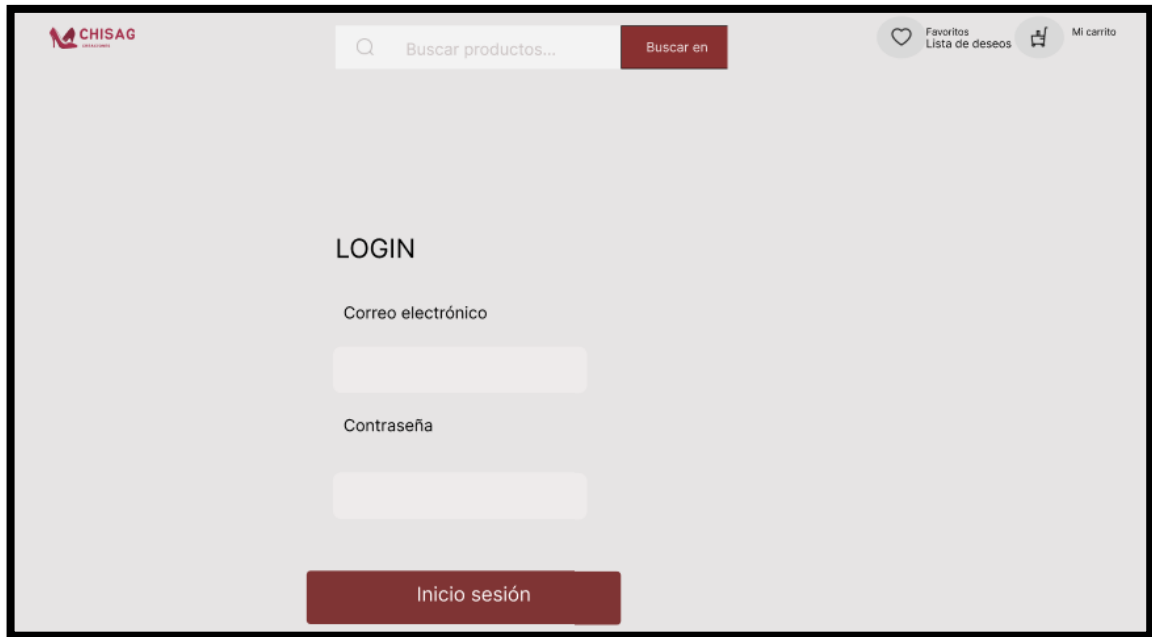 CHISAG
Buscar productos...
Buscar en
Favoritos
Lista de deseos
Mi carrito
LOGIN
Correo electrónico
Contraseña
Inicio sesión